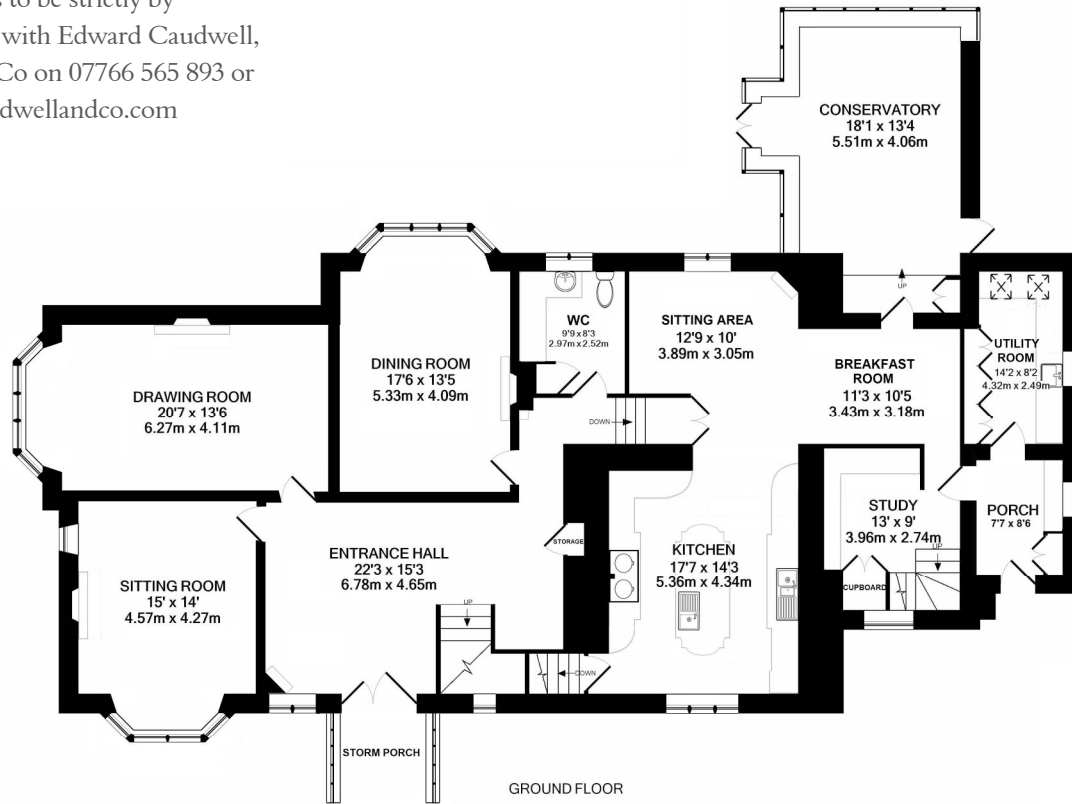 s to be strictly by
with Edward Caudwell,
Co on 07766 565 893 or
dwellandco.com
CONSERVATORY
18'1 x 13'4
5.51m x 4.06m
UP
WC
9'9 x 8'3
2.97m x 2.52m
SITTING AREA
12'9 x 10'
3.89m x 3.05m
UTILITY
ROOM
14'2 x 8'2
4.32m x 2.49m
DINING ROOM
17'6 x 13'5
5.33m x 4.09m
BREAKFAST
ROOM
11'3 x 10'5
3.43m x 3.18m
DRAWING ROOM
20'7 x 13'6
6.27m x 4.11m
DOWN
STUDY
13' x 9'
3.96m x 2.74m
UP
CUPBOARD
PORCH
7'7 x 8'6
STORAGE
KITCHEN
17'7 x 14'3
5.36m x 4.34m
ENTRANCE HALL
22'3 x 15'3
6.78m x 4.65m
UP
SITTING ROOM
15' x 14'
4.57m x 4.27m
DOWN
STORM PORCH
GROUND FLOOR